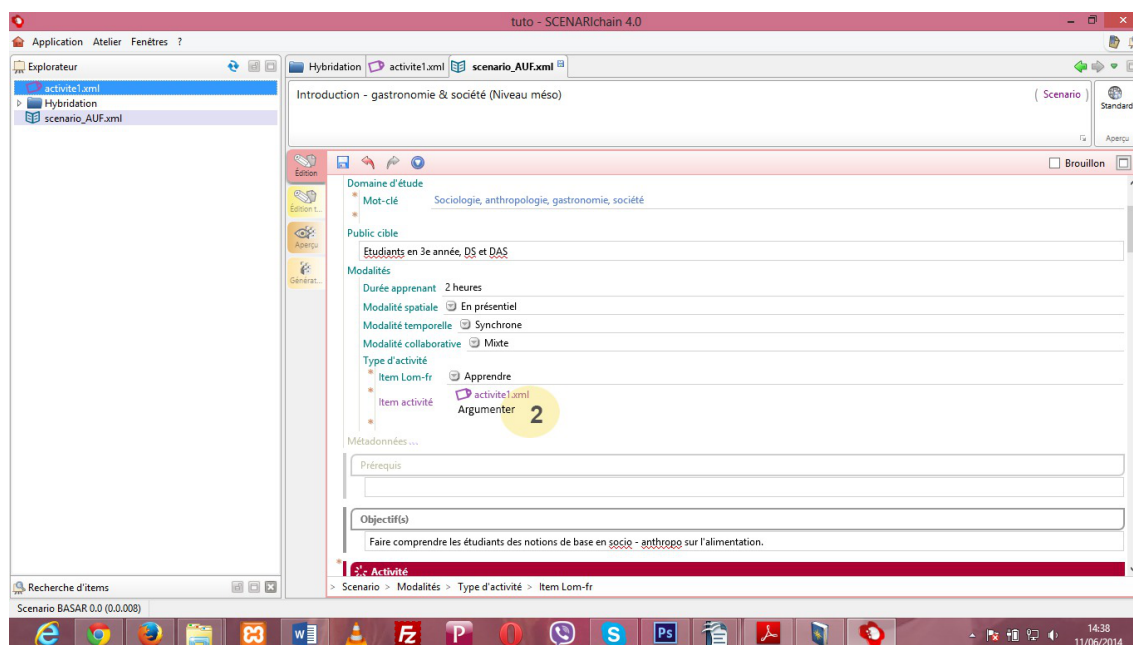 tuto - SCENARIchain 4.0
Application Atelier Fenêtres ?
Explorateur
Hybridation activite1.xml scenario_AUF.xml
activite1.xml
Hybridation
scenario_AUF.xml
Introduction - gastronomie & société (Niveau méso)
( Scenario )
Standard
Aperçu
Édition
Édition t...
Aperçu
Générat...
Brouillon
Domaine d'étude
* Mot-clé Sociologie, anthropologie, gastronomie, société
*
Public cible
Etudiants en 3e année, DS et DAS
Modalités
Durée apprenant 2 heures
Modalité spatiale En présentiel
Modalité temporelle Synchrone
Modalité collaborative Mixte
Type d'activité
* Item Lom-fr Apprendre
* Item activité activite1.xml
Argumenter 2
*
Métadonnées ...
Prérequis
Objectif(s)
Faire comprendre les étudiants des notions de base en socio - anthropo sur l'alimentation.
* Activité
Recherche d'items
> Scenario > Modalités > Type d'activité > Item Lom-fr
Scenario BASAR 0.0 (0.0.008)
14:38
11/06/2014